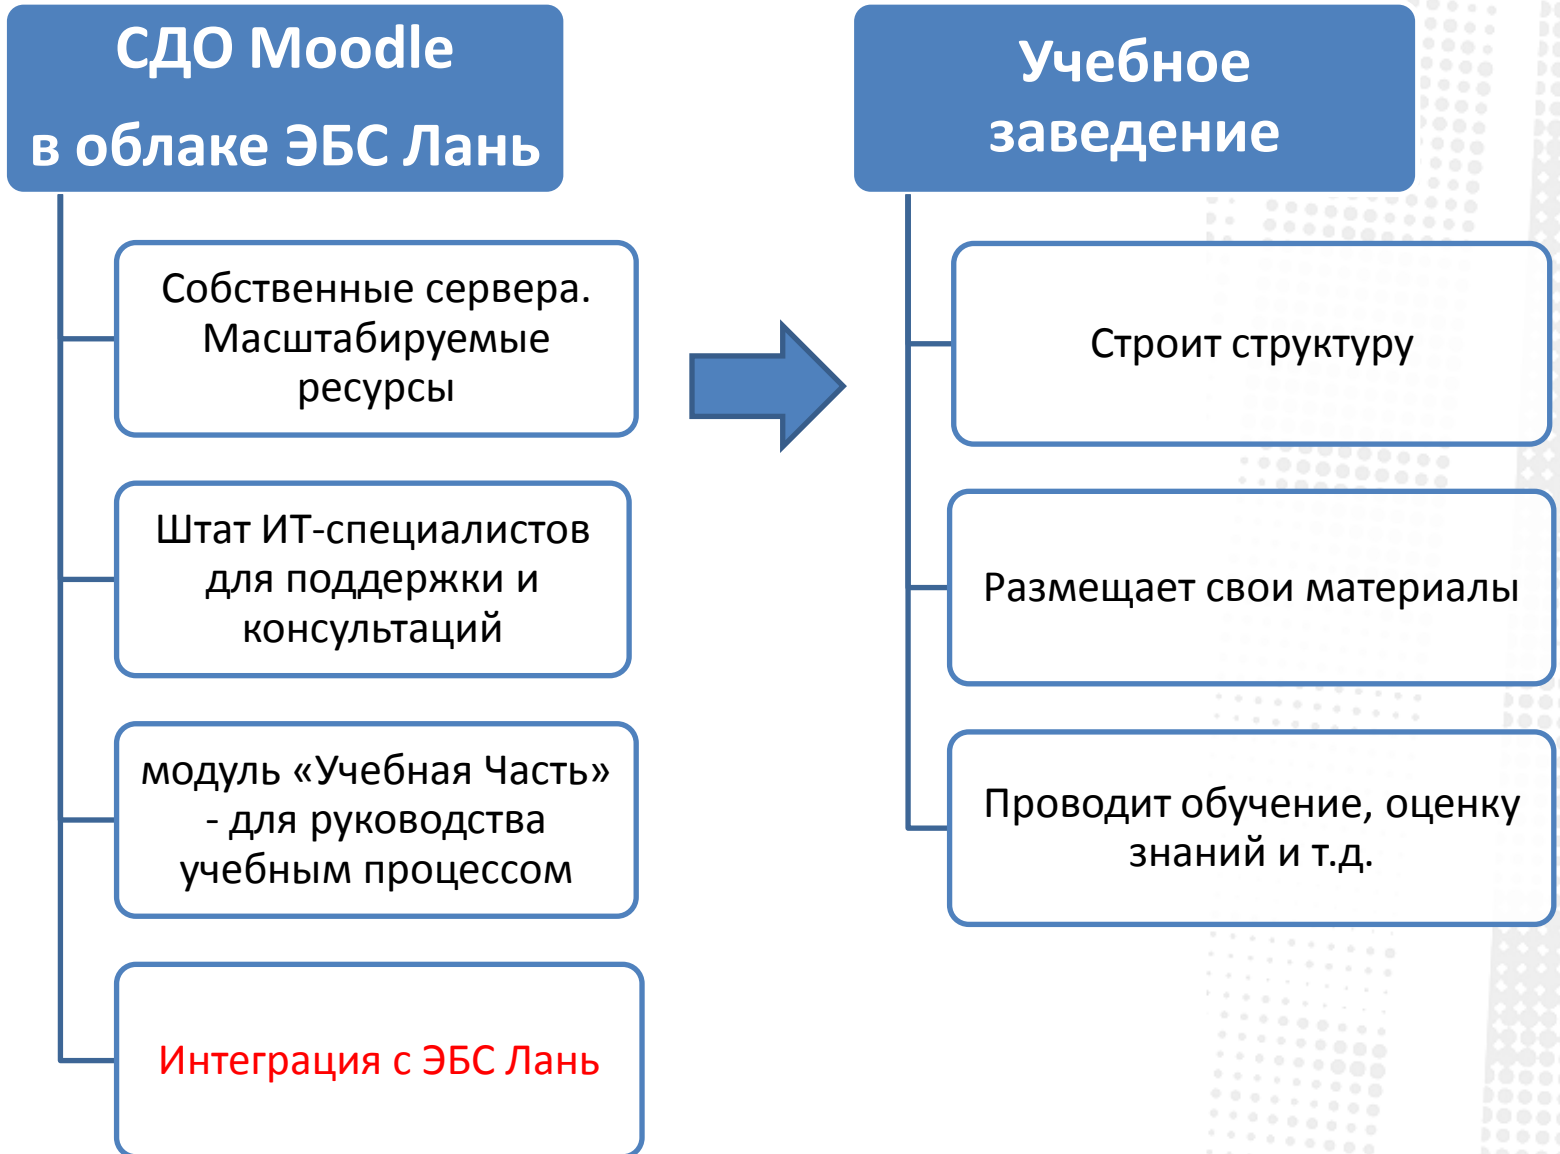 СДО Moodle
в облаке ЭБС Лань
Собственные сервера.
Масштабируемые
ресурсы
Штат ИТ-специалистов
для поддержки и
консультаций
модуль «Учебная Часть»
- для руководства
учебным процессом
Интеграция с ЭБС Лань
Учебное
заведение
Строит структуру
Размещает свои материалы
Проводит обучение, оценку
знаний и т.д.